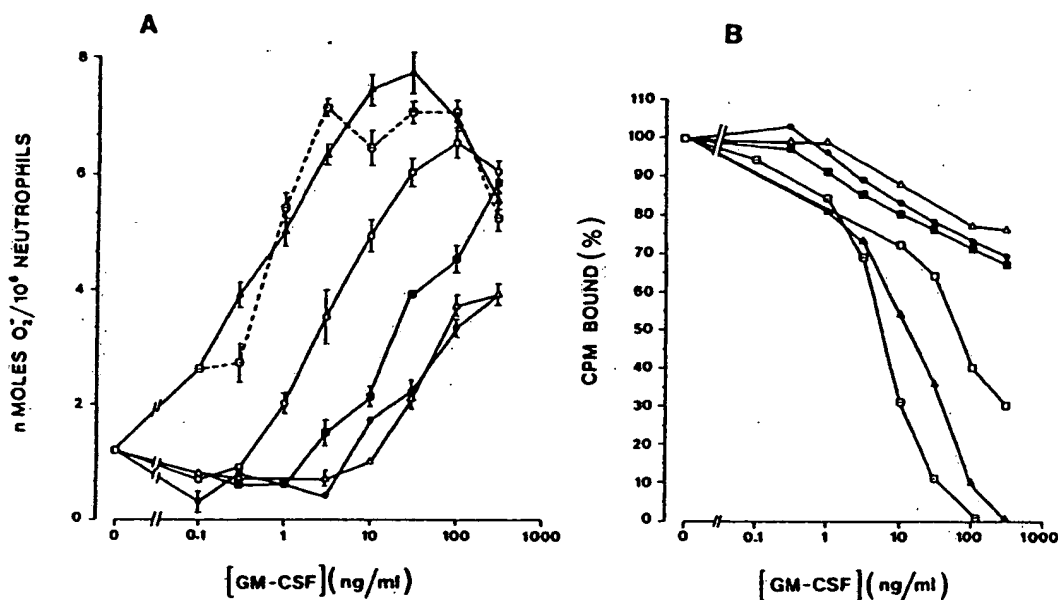 A
8
6
4
2
0
n MOLES O₂⁻/10⁶ NEUTROPHILS
0 0.1 1 10 100 1000
[GM-CSF] (ng/ml)
B
110
100
90
80
70
60
50
40
30
20
10
0
CPM BOUND (%)
0 0.1 1 10 100 1000
[GM-CSF] (ng/ml)